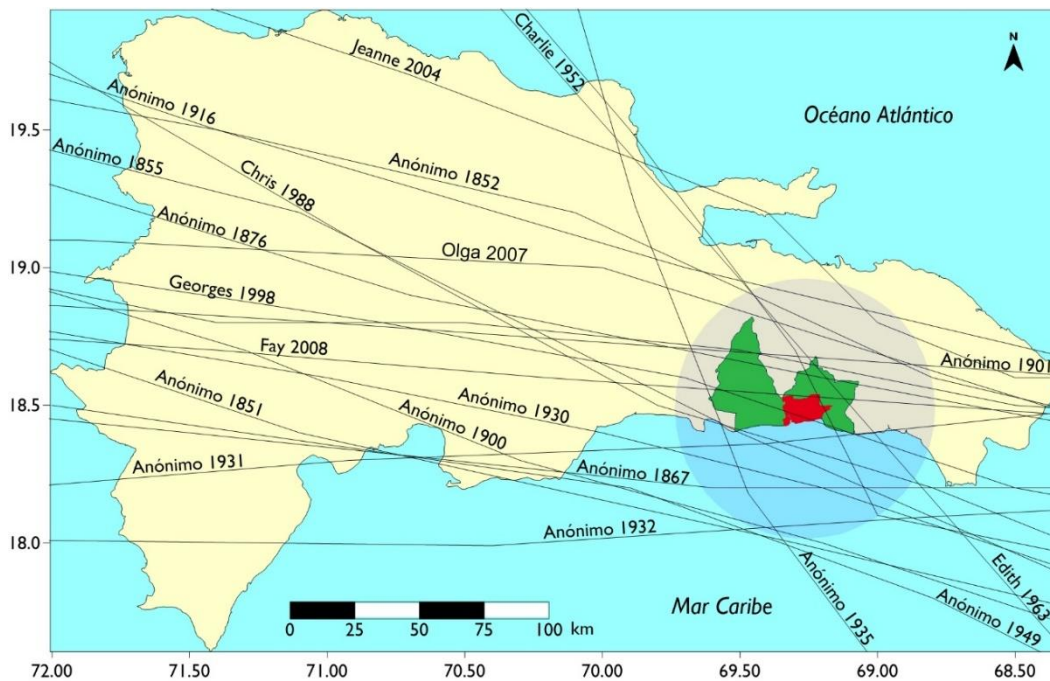 Jeanne 2004
Charlie 1952
N
Océano Atlántico
19.5
Anónimo 1916
Anónimo 1855
Chris 1988
Anónimo 1852
Anónimo 1876
19.0
Olga 2007
Georges 1998
Fay 2008
Anónimo 1901
18.5
Anónimo 1851
Anónimo 1930
Anónimo 1900
Anónimo 1931
Anónimo 1867
18.0
Anónimo 1932
Edith 1963
Anónimo 1935
Mar Caribe
Anónimo 1949
0 25 50 75 100 km
72.00 71.50 71.00 70.50 70.00 69.50 69.00 68.50